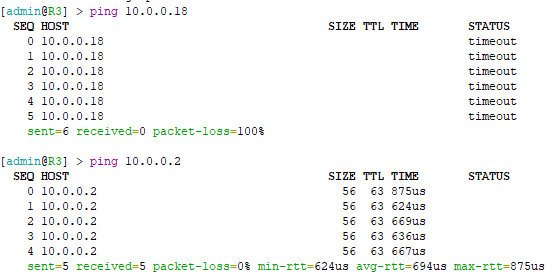 [admin@R3] > ping 10.0.0.18
SEQ HOST SIZE TTL TIME STATUS
0 10.0.0.18 timeout
1 10.0.0.18 timeout
2 10.0.0.18 timeout
3 10.0.0.18 timeout
4 10.0.0.18 timeout
5 10.0.0.18 timeout
sent=6 received=0 packet-loss=100%
[admin@R3] > ping 10.0.0.2
SEQ HOST SIZE TTL TIME STATUS
0 10.0.0.2 56 63 875us
1 10.0.0.2 56 63 624us
2 10.0.0.2 56 63 669us
3 10.0.0.2 56 63 636us
4 10.0.0.2 56 63 667us
sent=5 received=5 packet-loss=0% min-rtt=624us avg-rtt=694us max-rtt=875us